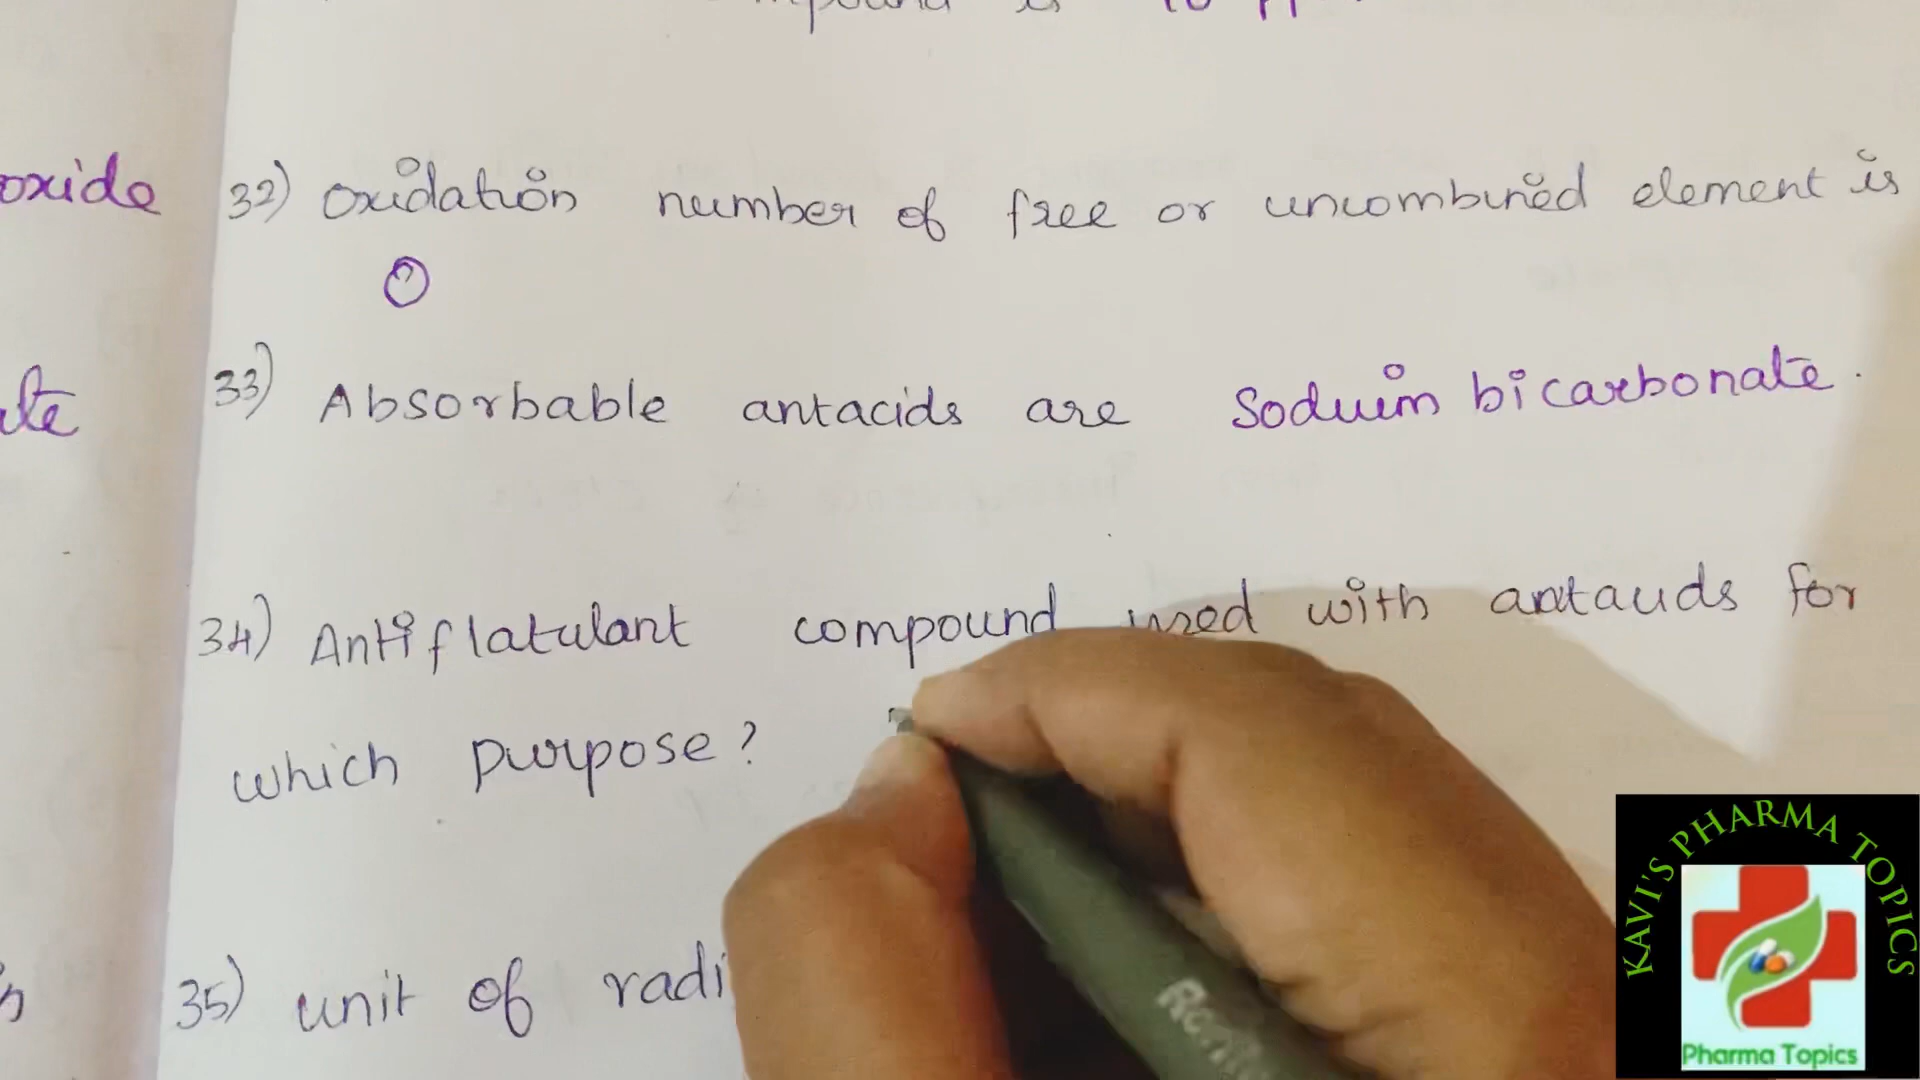 oxide
32) Oxidation number of free or uncombined element is
0
33) Absorbable antacids are Soduim bicarbonate.
34) Antiflatulant compound used with antacids for
which purpose?
35) unit of radi
KAVI'S PHARMA TOPICS
Pharma Topics